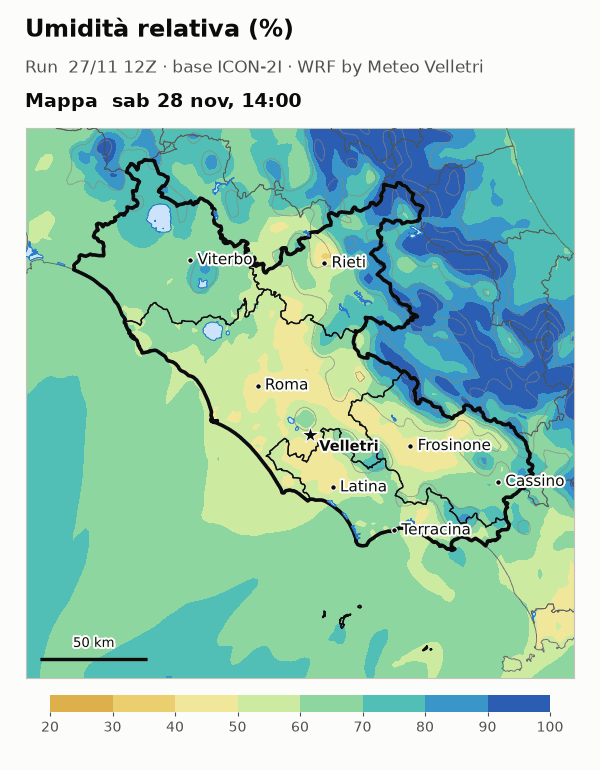 Umidità relativa (%)
Run  27/11 12Z · base ICON-2I · WRF by Meteo Velletri
Mappa  sab 28 nov, 14:00
Viterbo
Rieti
Roma
Velletri
Frosinone
Cassino
Latina
Terracina
50 km
20 30 40 50 60 70 80 90 100